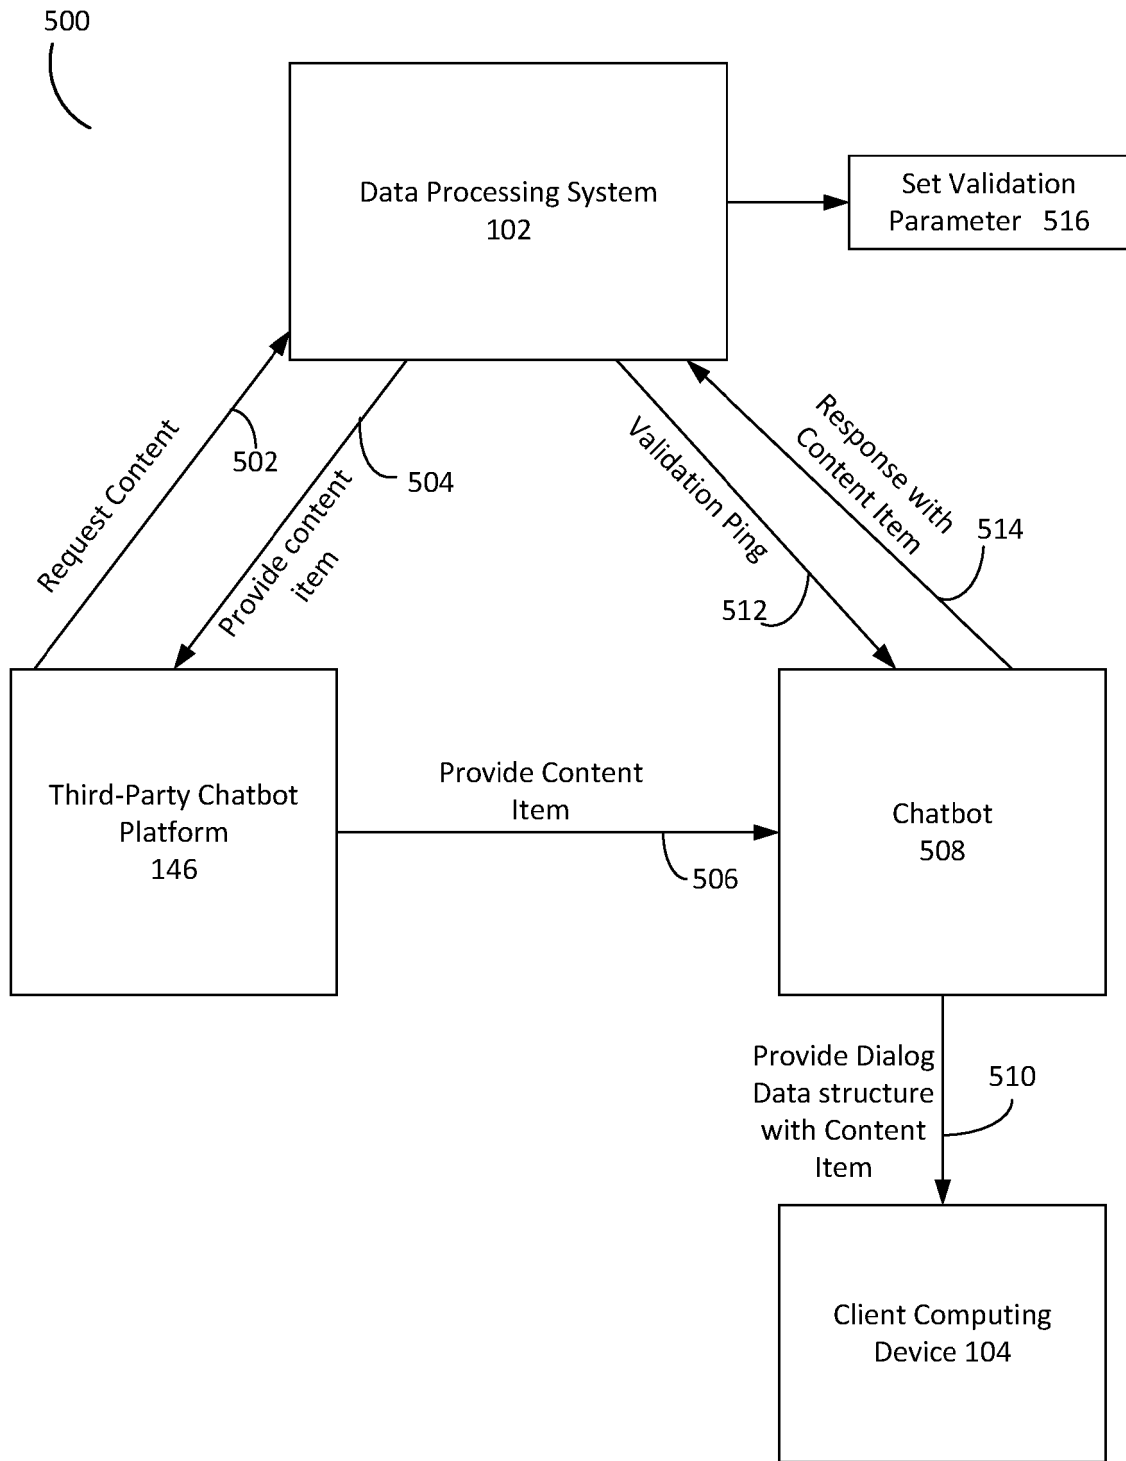 500
Data Processing System
102
Set Validation
Parameter 516
Request Content
502
Provide content
item
504
Validation Ping
512
Response with
Content Item
514
Third-Party Chatbot
Platform
146
Provide Content
Item
506
Chatbot
508
Provide Dialog
Data structure
with Content
Item
510
Client Computing
Device 104